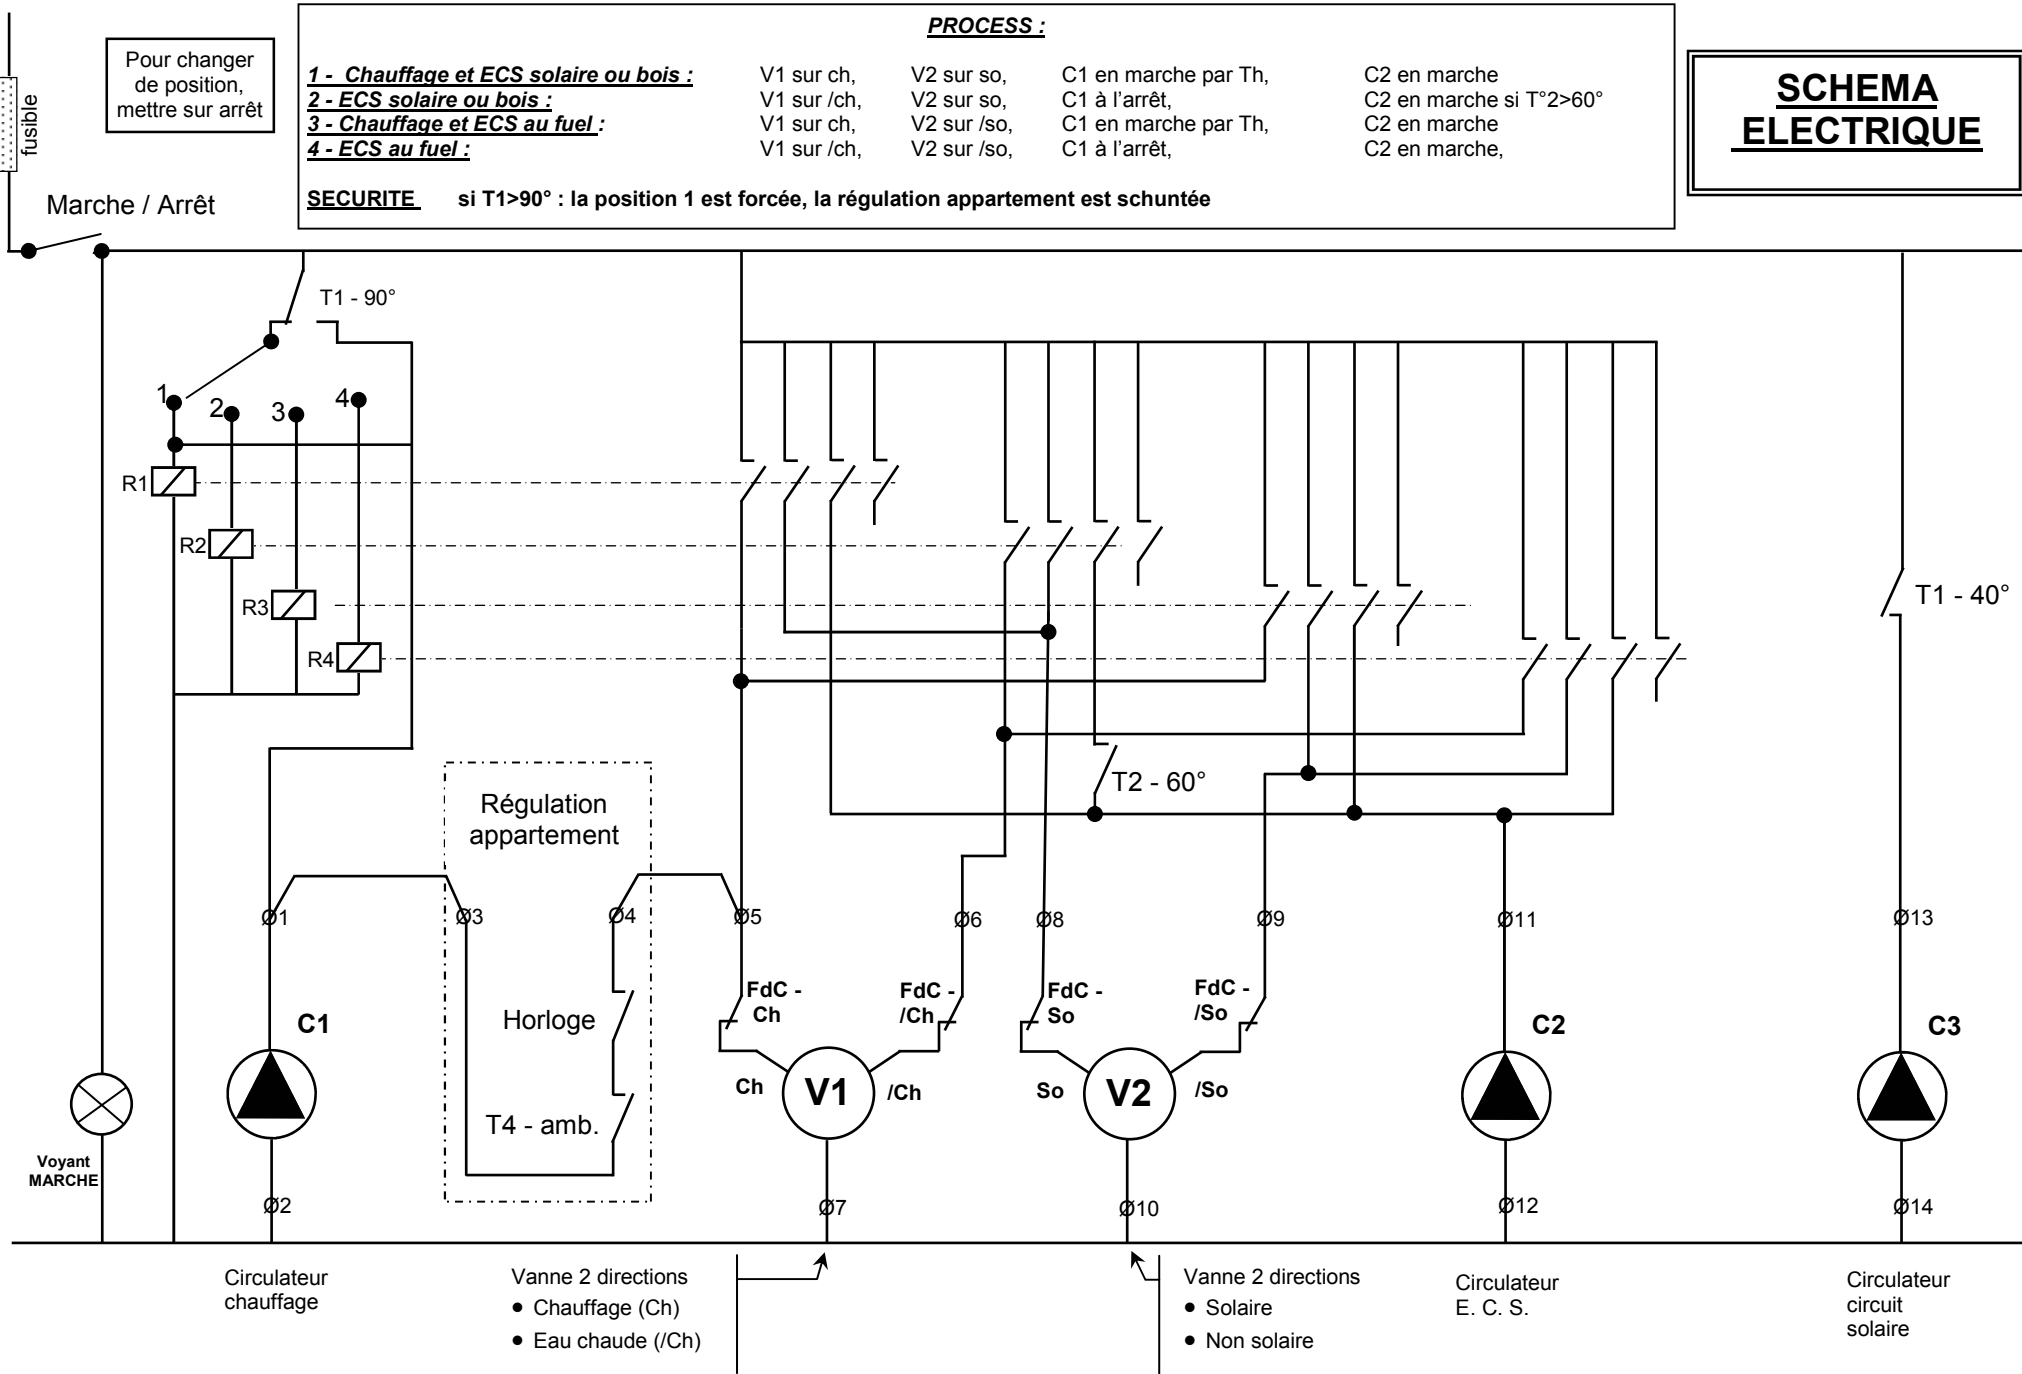 fusible
Pour changer
de position,
mettre sur arrêt
Marche / Arrêt
PROCESS :
1 - Chauffage et ECS solaire ou bois : V1 sur ch, V2 sur so, C1 en marche par Th, C2 en marche
2 - ECS solaire ou bois : V1 sur /ch, V2 sur so, C1 à l'arrêt, C2 en marche si T°2>60°
3 - Chauffage et ECS au fuel : V1 sur ch, V2 sur /so, C1 en marche par Th, C2 en marche
4 - ECS au fuel : V1 sur /ch, V2 sur /so, C1 à l'arrêt, C2 en marche,
SECURITE si T1>90° : la position 1 est forcée, la régulation appartement est schuntée
SCHEMA
ELECTRIQUE
T1 - 90°
1
2
3
4
R1
R2
R3
R4
T1 - 40°
T2 - 60°
Régulation
appartement
Ø1
Ø3
Ø4
Ø5
Ø6
Ø8
Ø9
Ø11
Ø13
FdC -
Ch
FdC -
/Ch
FdC -
So
FdC -
/So
C1
Horloge
C2
C3
Ch
V1
/Ch
So
V2
/So
T4 - amb.
Voyant
MARCHE
Ø2
Ø7
Ø10
Ø12
Ø14
Circulateur
chauffage
Vanne 2 directions
• Chauffage (Ch)
• Eau chaude (/Ch)
Vanne 2 directions
• Solaire
• Non solaire
Circulateur
E. C. S.
Circulateur
circuit
solaire